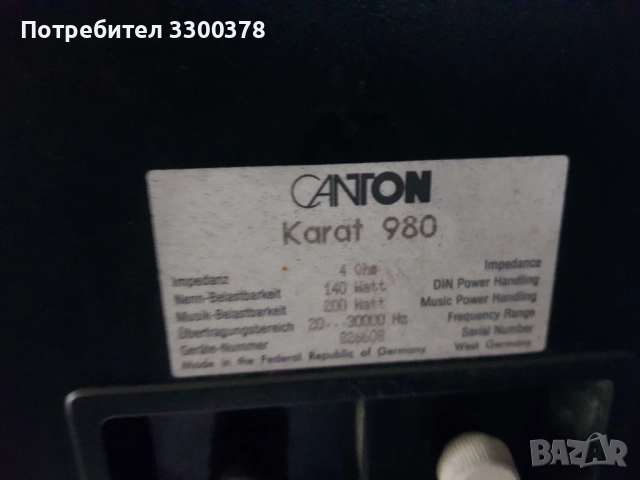 Потребител 3300378
CANTON
Karat 980
Impedanz 4 Ohm Impedance
Nenn-Belastbarkeit 140 Watt DIN Power Handling
Musik-Belastbarkeit 200 Watt Music Power Handling
Übertragungsbereich 20...30000 Hz Frequency Range
Geräte-Nummer 826608 Serial Number
Made in the Federal Republic of Germany West Germany
BAZAR